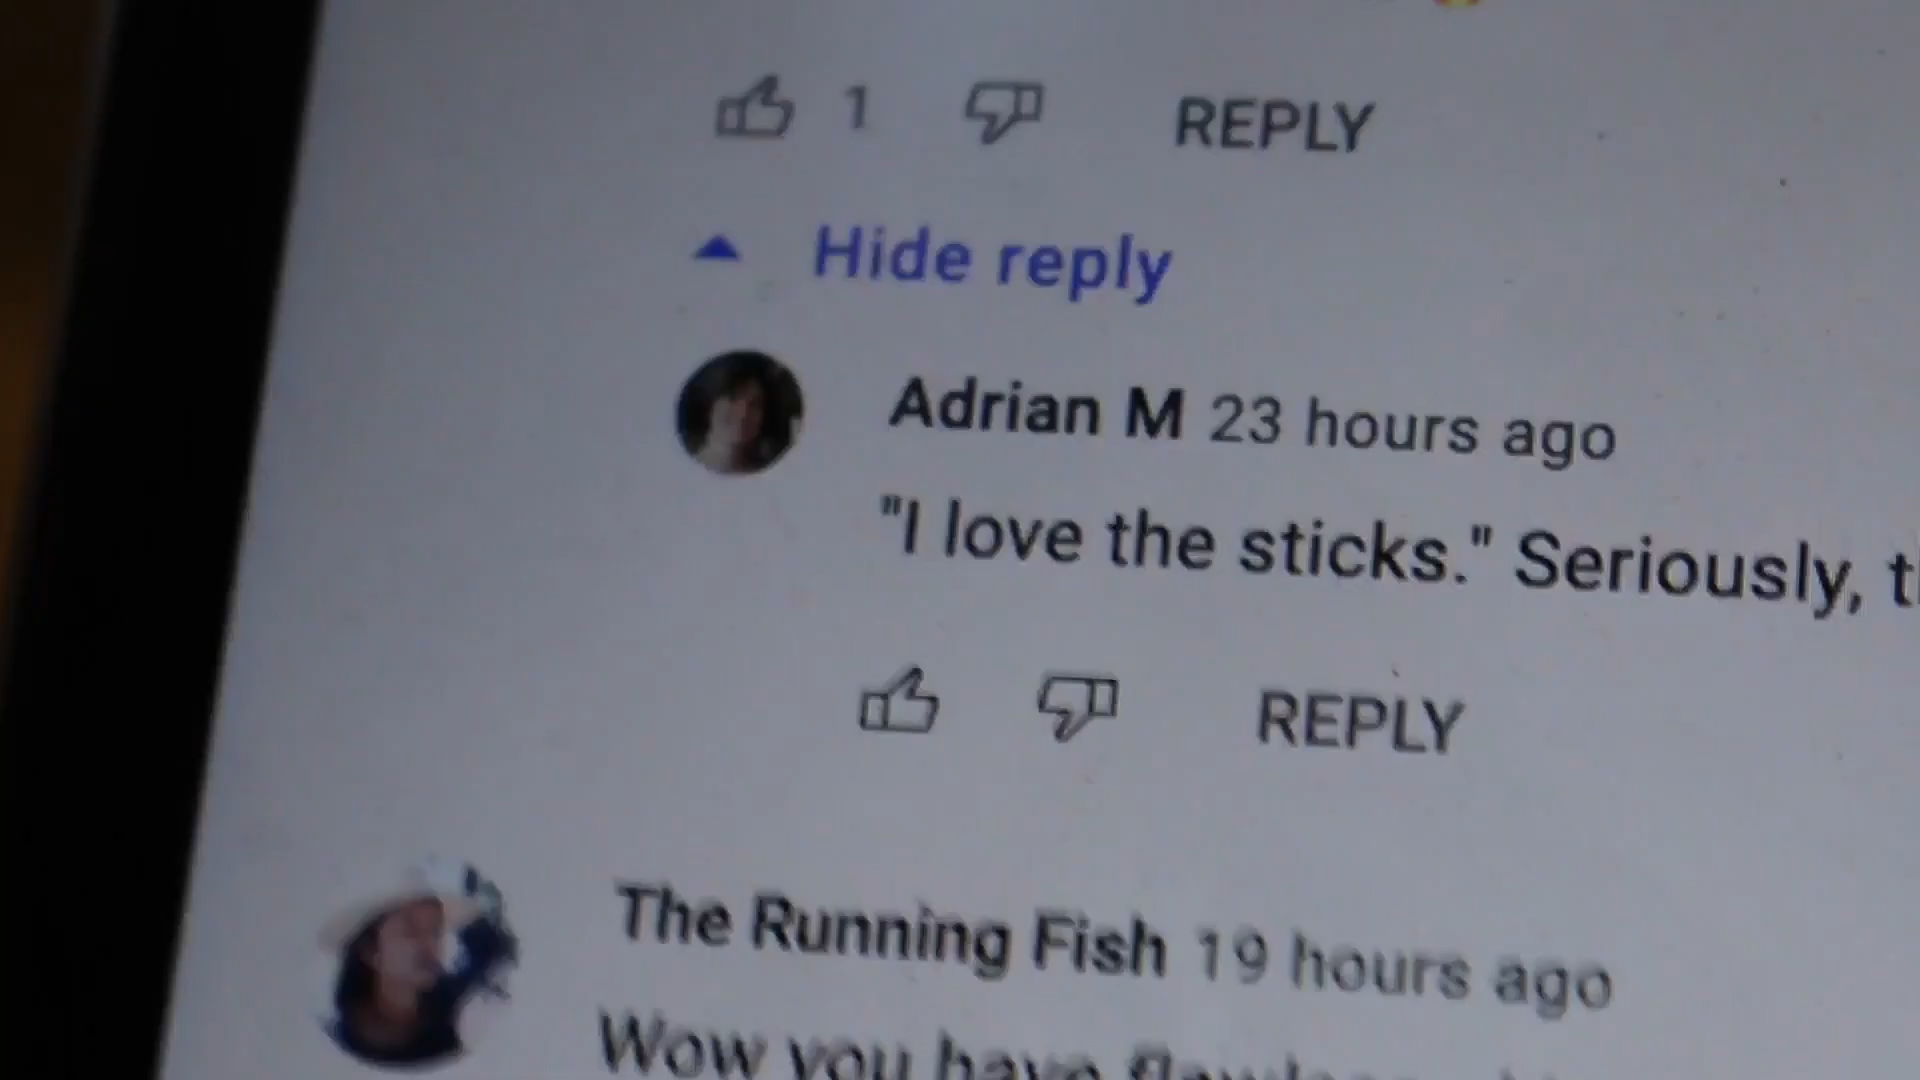 1 REPLY
Hide reply
Adrian M 23 hours ago
"I love the sticks." Seriously,
REPLY
The Running Fish 19 hours ago
Wow you have